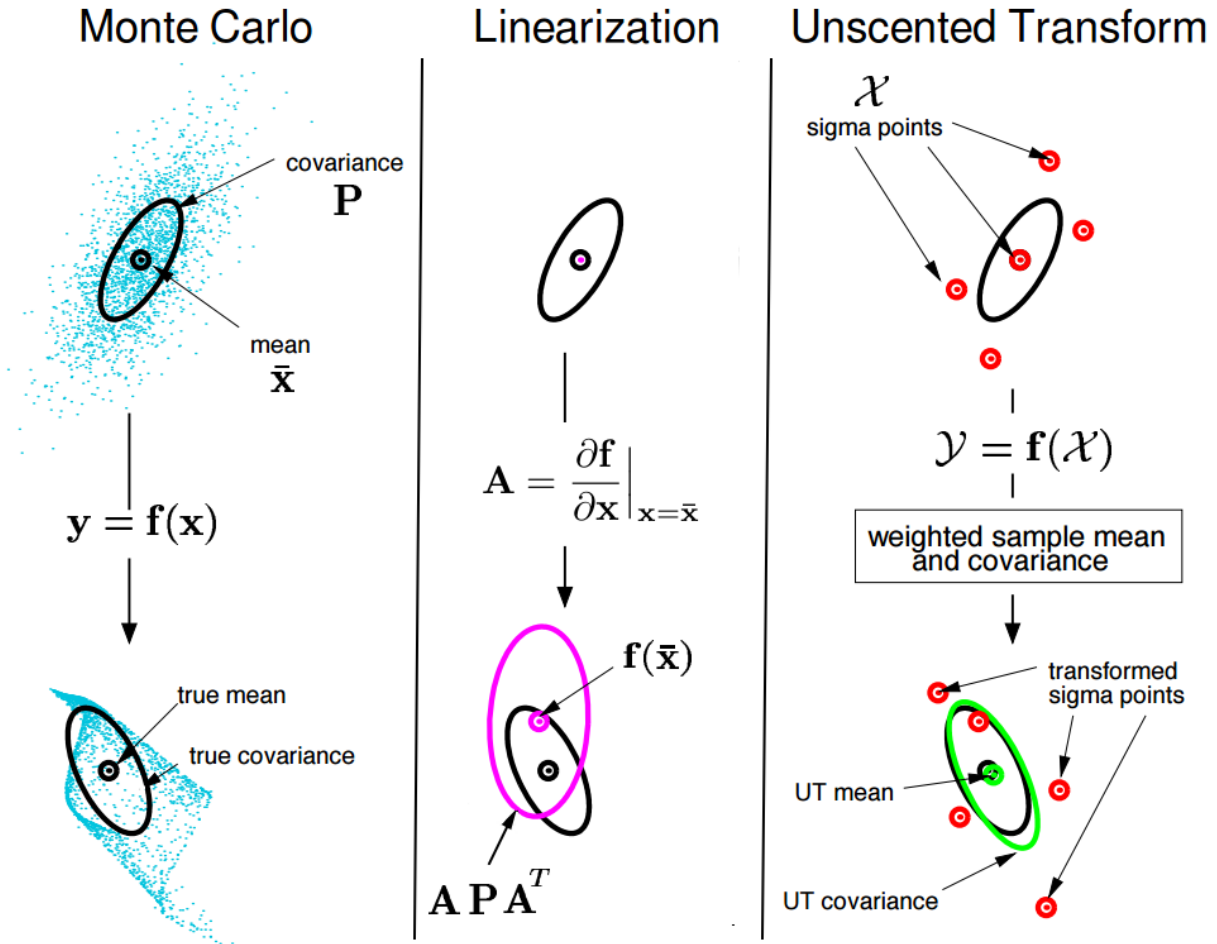 Monte Carlo
covariance
P
mean
x̄
y = f(x)
true mean
true covariance
Linearization
A = ∂f/∂x |x=x̄
f(x̄)
A P Aᵀ
Unscented Transform
𝒳
sigma points
𝒴 = f(𝒳)
weighted sample mean
and covariance
transformed
sigma points
UT mean
UT covariance